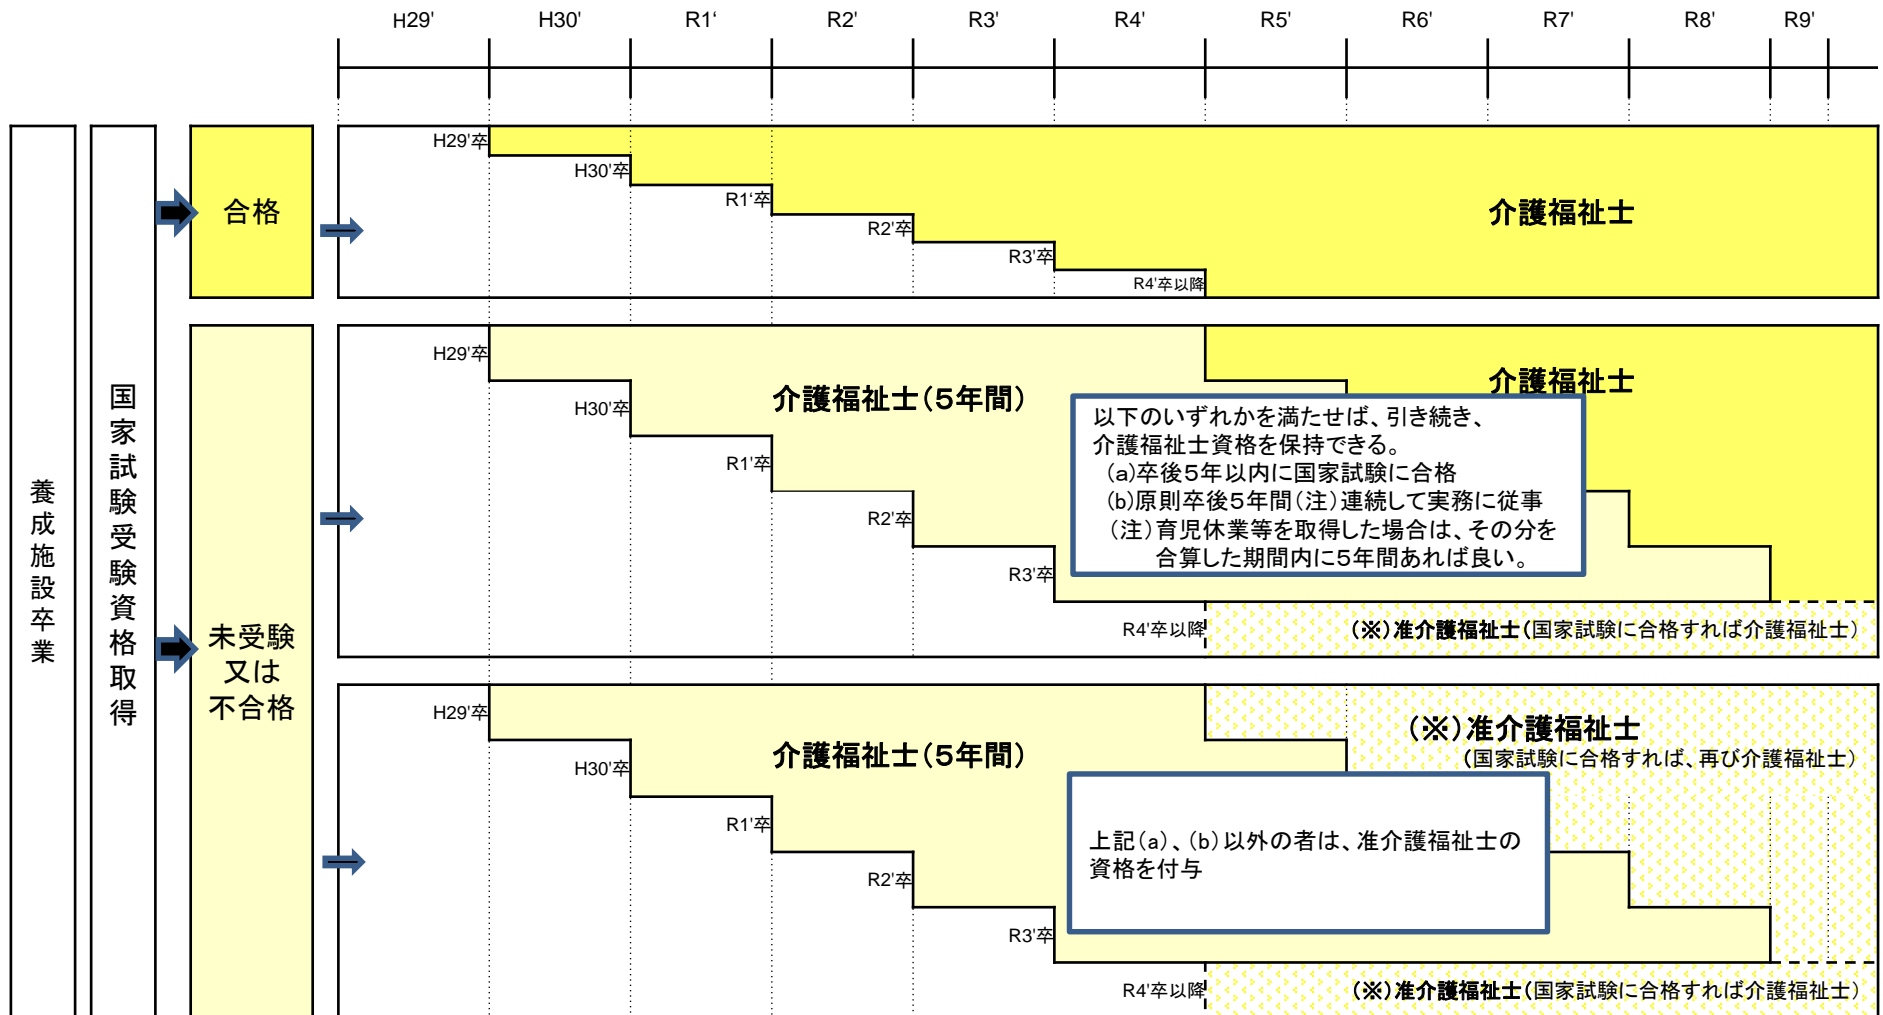 H29'
H30'
R1‘
R2'
R3'
R4'
R5'
R6'
R7'
R8'
R9'
養成施設卒業
国家試験受験資格取得
合格
H29'卒
H30'卒
R1‘卒
R2'卒
R3'卒
R4'卒以降
介護福祉士
未受験
又は
不合格
H29'卒
H30'卒
R1'卒
R2'卒
R3'卒
R4'卒以降
介護福祉士(5年間)
介護福祉士
以下のいずれかを満たせば、引き続き、
介護福祉士資格を保持できる。
(a)卒後5年以内に国家試験に合格
(b)原則卒後5年間(注)連続して実務に従事
(注)育児休業等を取得した場合は、その分を
合算した期間内に5年間あれば良い。
(※)准介護福祉士(国家試験に合格すれば介護福祉士)
H29'卒
H30'卒
R1'卒
R2'卒
R3'卒
R4'卒以降
介護福祉士(5年間)
(※)准介護福祉士
(国家試験に合格すれば、再び介護福祉士)
上記(a)、(b)以外の者は、准介護福祉士の
資格を付与
(※)准介護福祉士(国家試験に合格すれば介護福祉士)